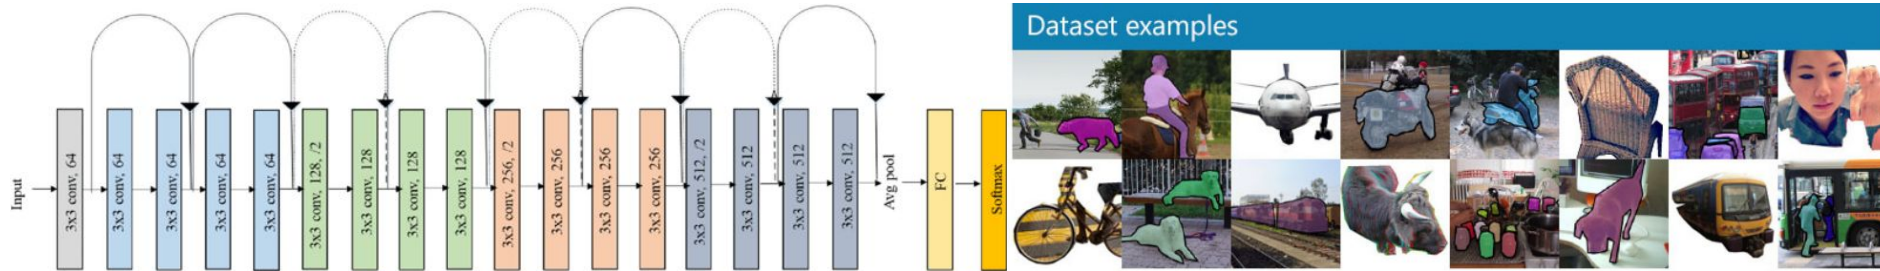 Dataset examples
Input
3x3 conv, 64
3x3 conv, 64
3x3 conv, 64
3x3 conv, 64
3x3 conv, 64
3x3 conv, 128, /2
3x3 conv, 128
3x3 conv, 128
3x3 conv, 128
3x3 conv, 256, /2
3x3 conv, 256
3x3 conv, 256
3x3 conv, 256
3x3 conv, 512, /2
3x3 conv, 512
3x3 conv, 512
3x3 conv, 512
Avg pool
FC
Softmax